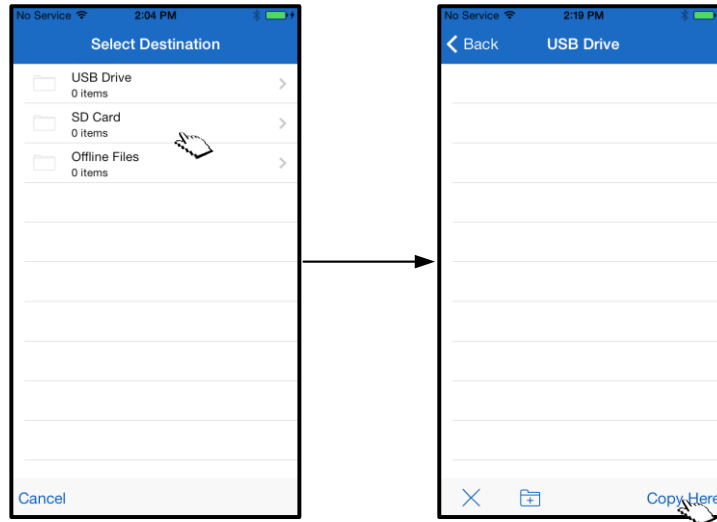 No Service 2:04 PM
Select Destination
USB Drive
0 items
SD Card
0 items
Offline Files
0 items
Cancel
No Service 2:19 PM
Back USB Drive
Copy Here